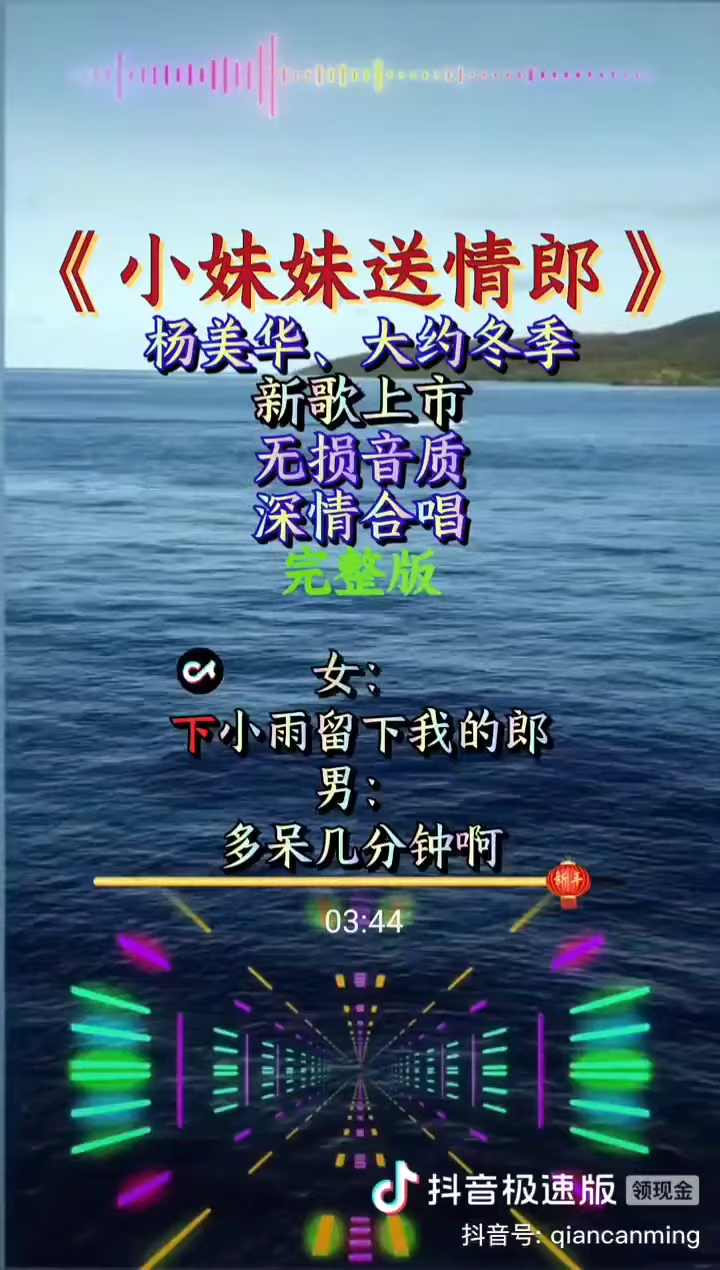 《小妹妹送情郎》
杨美华、大约冬季
新歌上市
无损音质
深情合唱
完整版
女：
下小雨留下我的郎
男：
多呆几分钟啊
新年
03:44
抖音极速版 领现金
抖音号: qiancanming